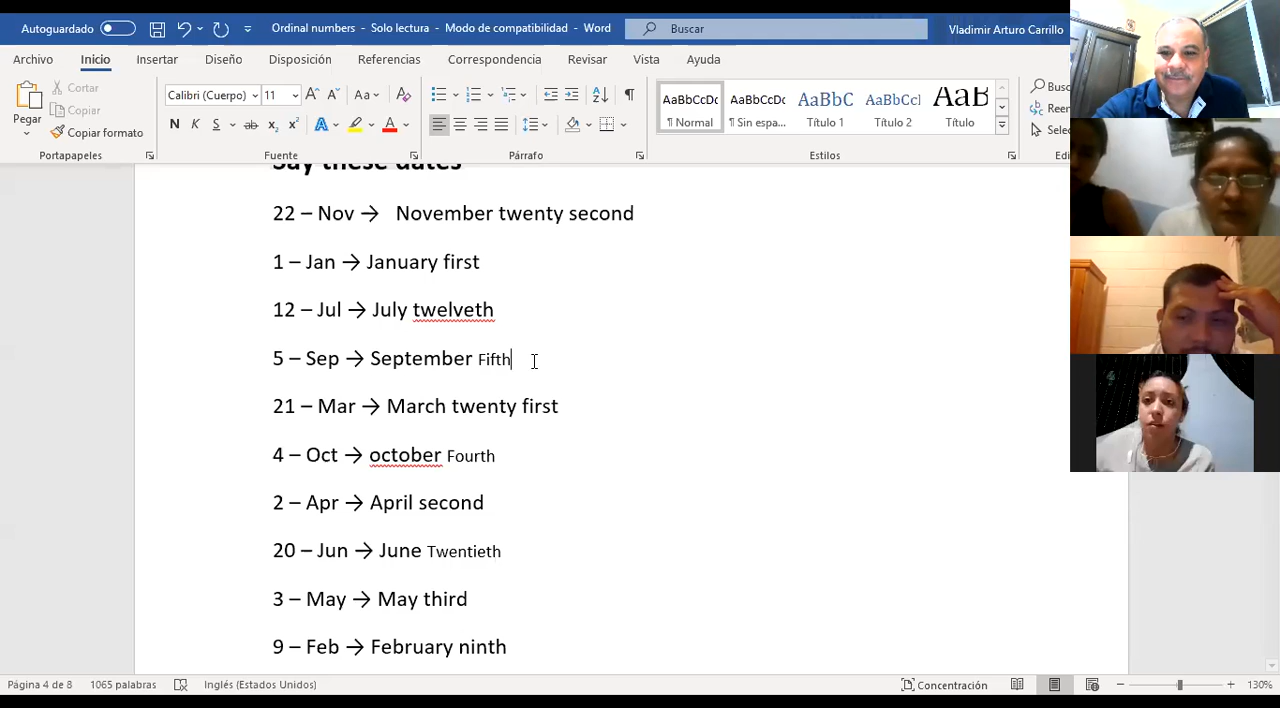 Autoguardado
Ordinal numbers - Solo lectura - Modo de compatibilidad - Word
Buscar
Vladimir Arturo Carrillo
Archivo Inicio Insertar Diseño Disposición Referencias Correspondencia Revisar Vista Ayuda
Pegar
Cortar
Copiar
Copiar formato
Portapapeles
Calibri (Cuerpo) 11
Fuente
Párrafo
AaBbCcDc AaBbCcDc AaBbC AaBbCcl AaB
¶ Normal ¶ Sin espa... Título 1 Título 2 Título
Estilos
Say these dates
22 – Nov → November twenty second
1 – Jan → January first
12 – Jul → July twelveth
5 – Sep → September Fifth
21 – Mar → March twenty first
4 – Oct → october Fourth
2 – Apr → April second
20 – Jun → June Twentieth
3 – May → May third
9 – Feb → February ninth
Página 4 de 8 1065 palabras Inglés (Estados Unidos) Concentración 130%